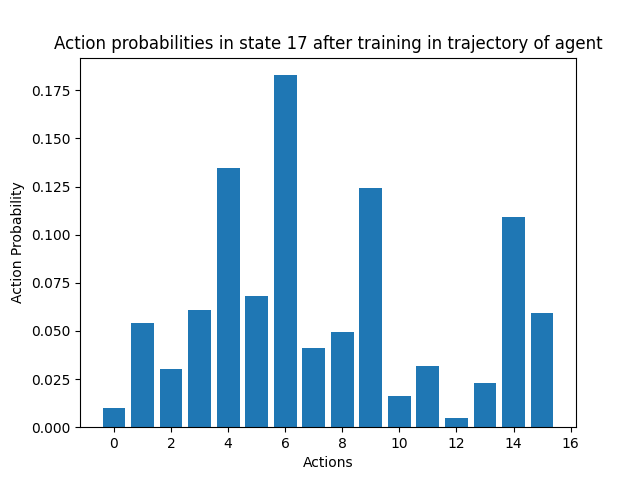 Action probabilities in state 17 after training in trajectory of agent
0.175
0.150
0.125
0.100
0.075
0.050
0.025
0.000
Action Probability
0 2 4 6 8 10 12 14 16
Actions